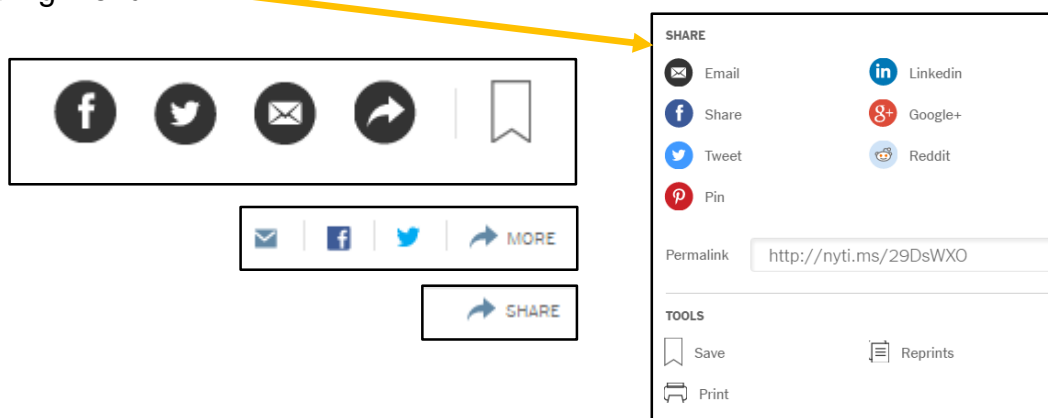 SHARE
Email
Linkedin
Share
Google+
Tweet
Reddit
Pin
Permalink http://nyti.ms/29DsWXO
TOOLS
Save
Reprints
Print
MORE
SHARE